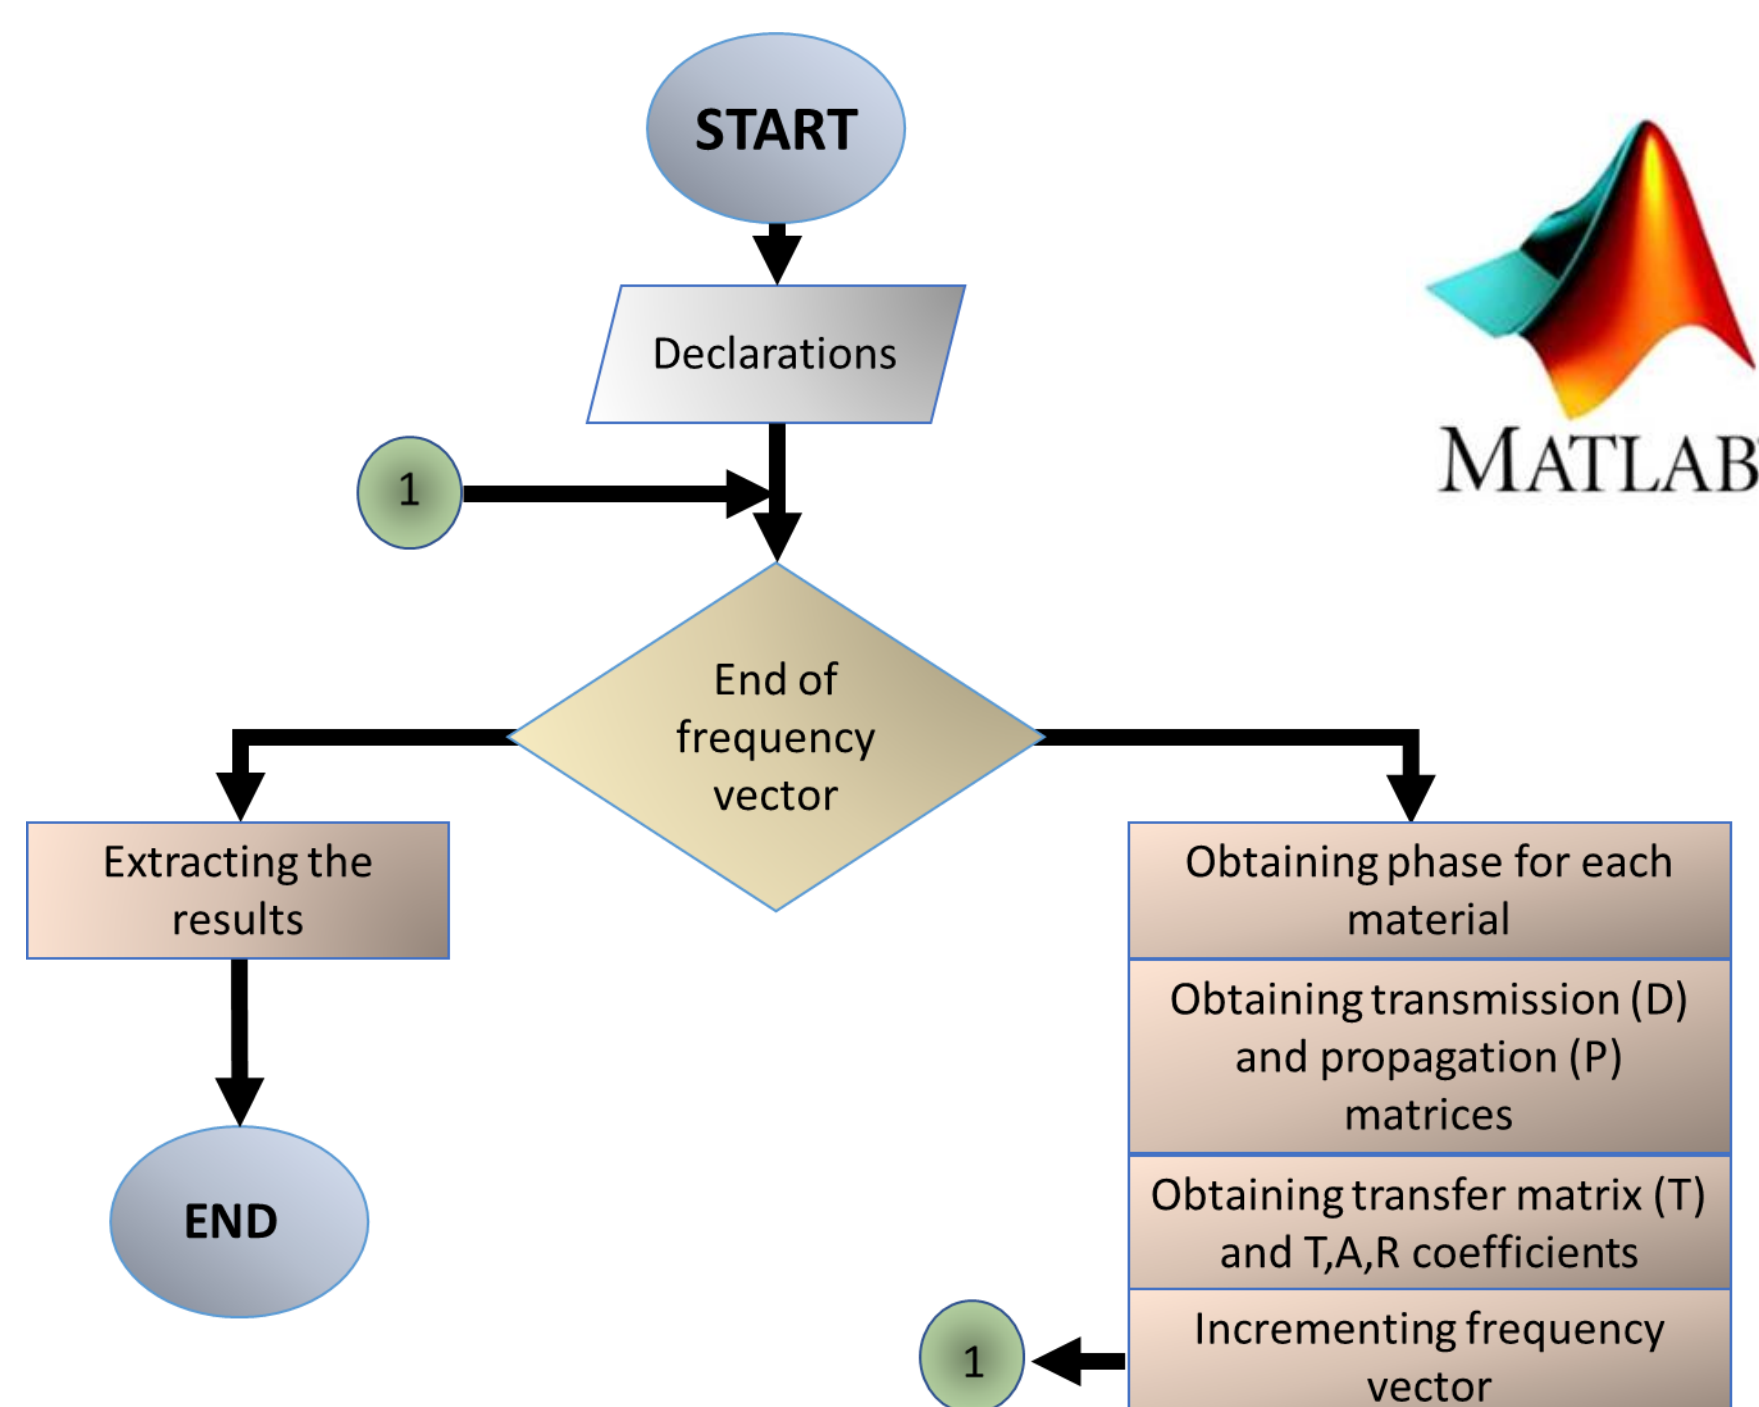 START
Declarations
1
End of
frequency
vector
Extracting the
results
END
Obtaining phase for each
material
Obtaining transmission (D)
and propagation (P)
matrices
Obtaining transfer matrix (T)
and T,A,R coefficients
Incrementing frequency
vector
1
MATLAB